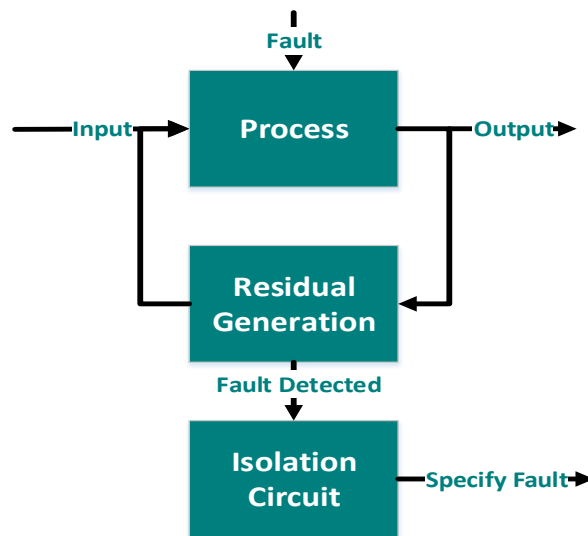 Fault
Input
Process
Output
Residual
Generation
Fault Detected
Isolation
Circuit
Specify Fault